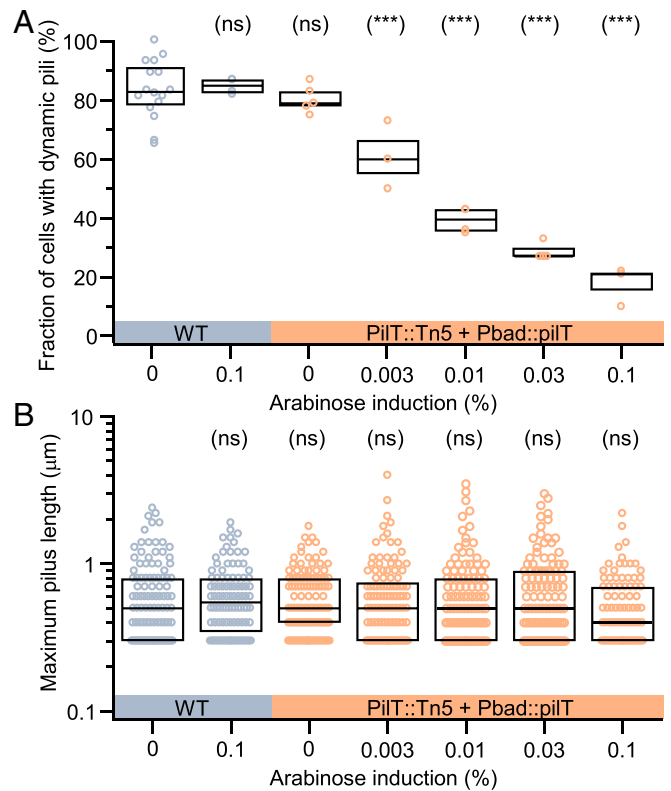 A
(ns) (ns) (***) (***) (***) (***)
Fraction of cells with dynamic pili (%)
100
80
60
40
20
0
WT PilT::Tn5 + Pbad::pilT
0 0.1 0 0.003 0.01 0.03 0.1
Arabinose induction (%)
B
(ns) (ns) (ns) (ns) (ns) (ns)
Maximum pilus length (μm)
10
1
0.1
WT PilT::Tn5 + Pbad::pilT
0 0.1 0 0.003 0.01 0.03 0.1
Arabinose induction (%)